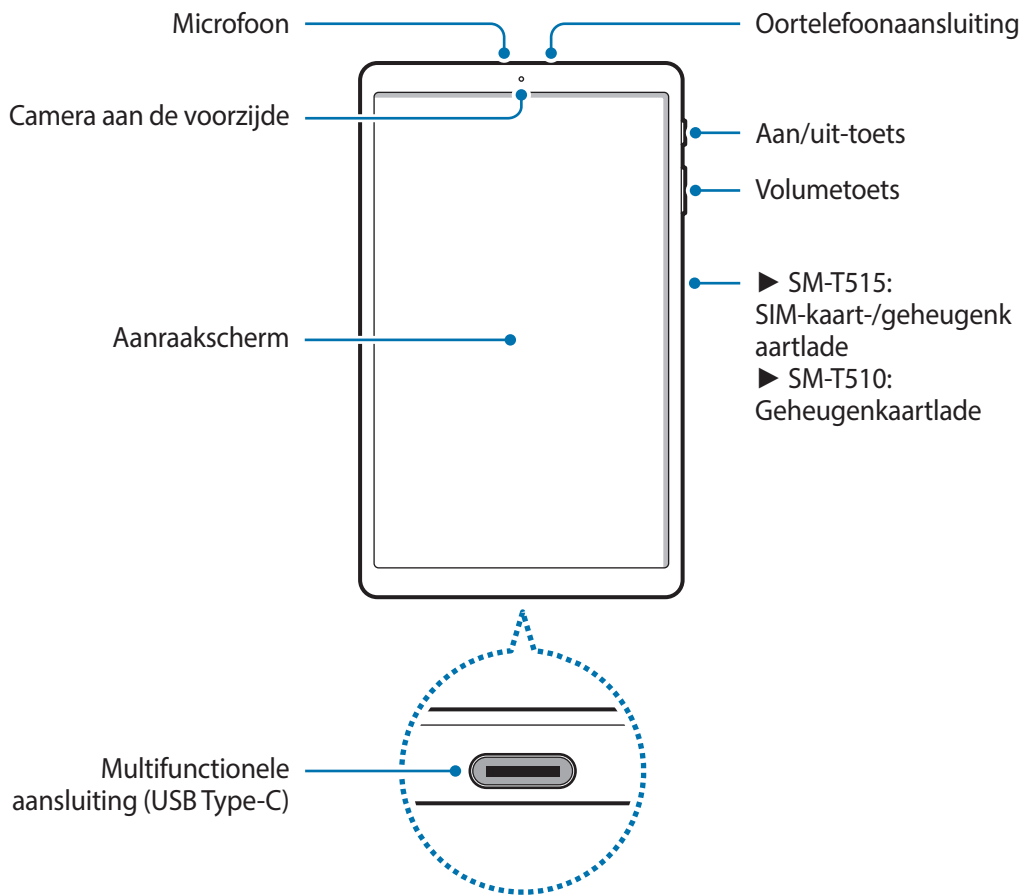 Microfoon
Oortelefoonaansluiting
Camera aan de voorzijde
Aan/uit-toets
Volumetoets
► SM-T515:
SIM-kaart-/geheugenk
aartlade
► SM-T510:
Geheugenkaartlade
Aanraakscherm
Multifunctionele
aansluiting (USB Type-C)